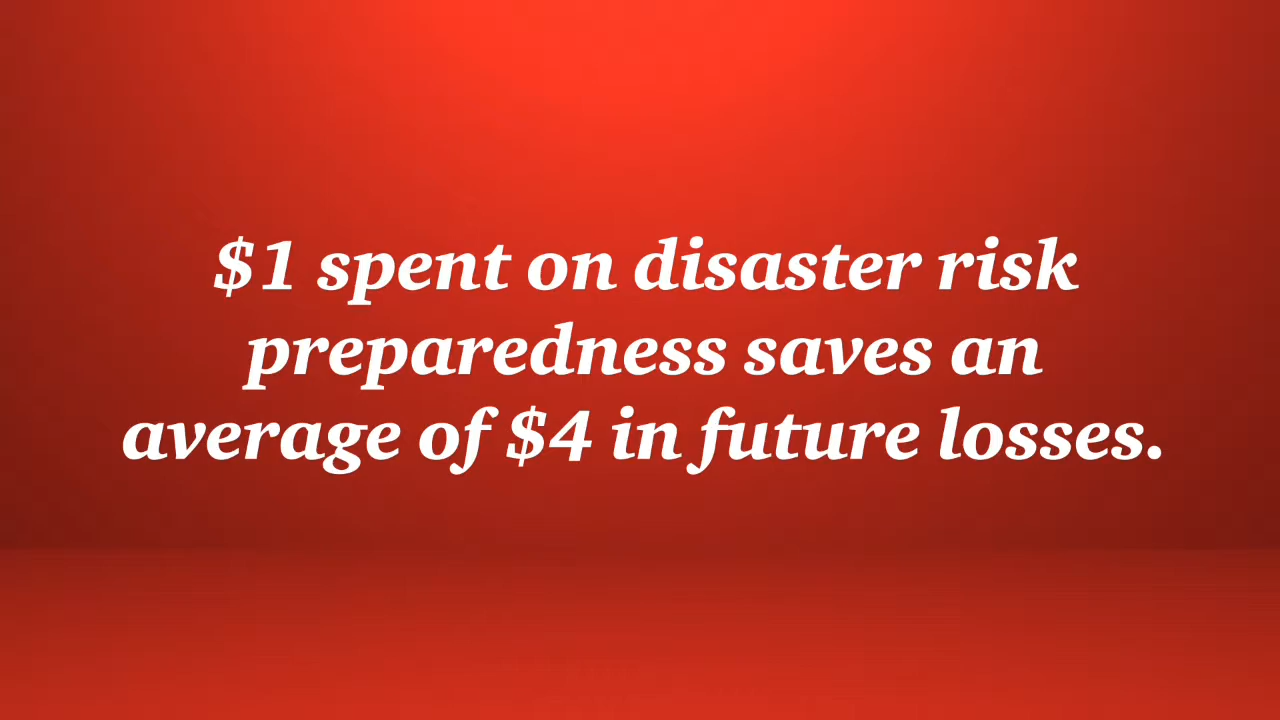 $1 spent on disaster risk
preparedness saves an
average of $4 in future losses.